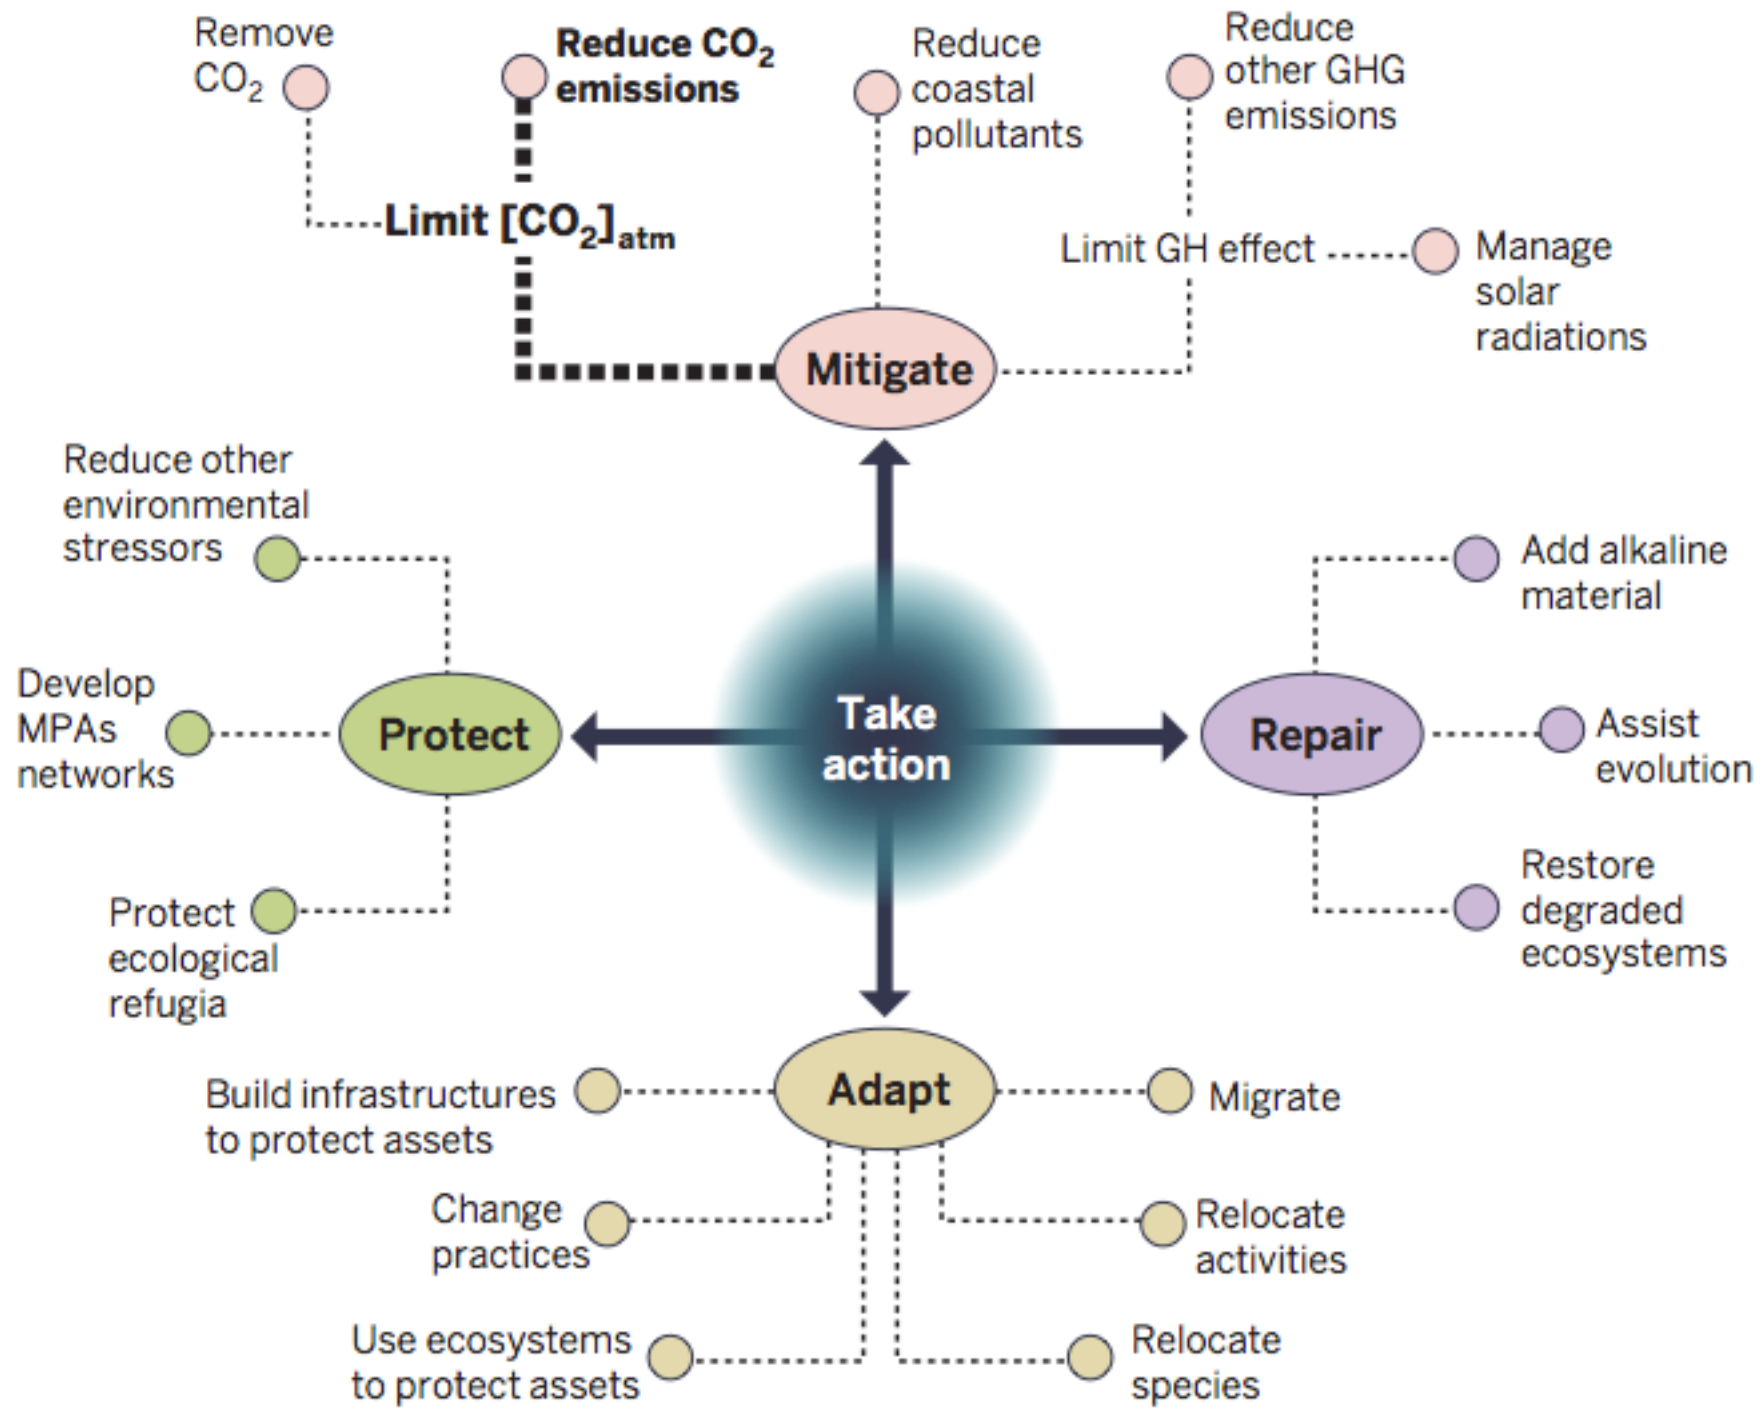 Remove
CO₂
Reduce CO₂
emissions
Reduce
coastal
pollutants
Reduce
other GHG
emissions
Limit [CO₂]atm
Limit GH effect
Manage
solar
radiations
Mitigate
Reduce other
environmental
stressors
Develop
MPAs
networks
Protect
Protect
ecological
refugia
Take
action
Repair
Add alkaline
material
Assist
evolution
Restore
degraded
ecosystems
Adapt
Build infrastructures
to protect assets
Migrate
Change
practices
Relocate
activities
Use ecosystems
to protect assets
Relocate
species